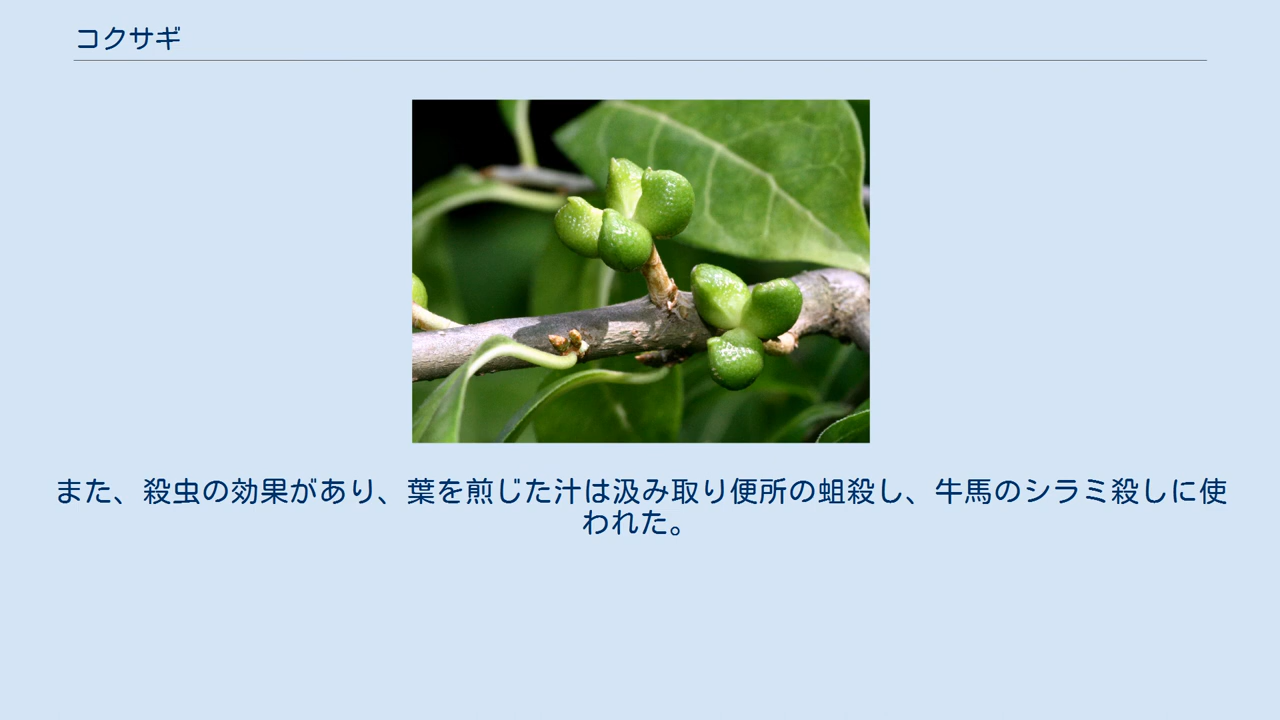 コクサギ
また、殺虫の効果があり、葉を煎じた汁は汲み取り便所の蛆殺し、牛馬のシラミ殺しに使
われた。